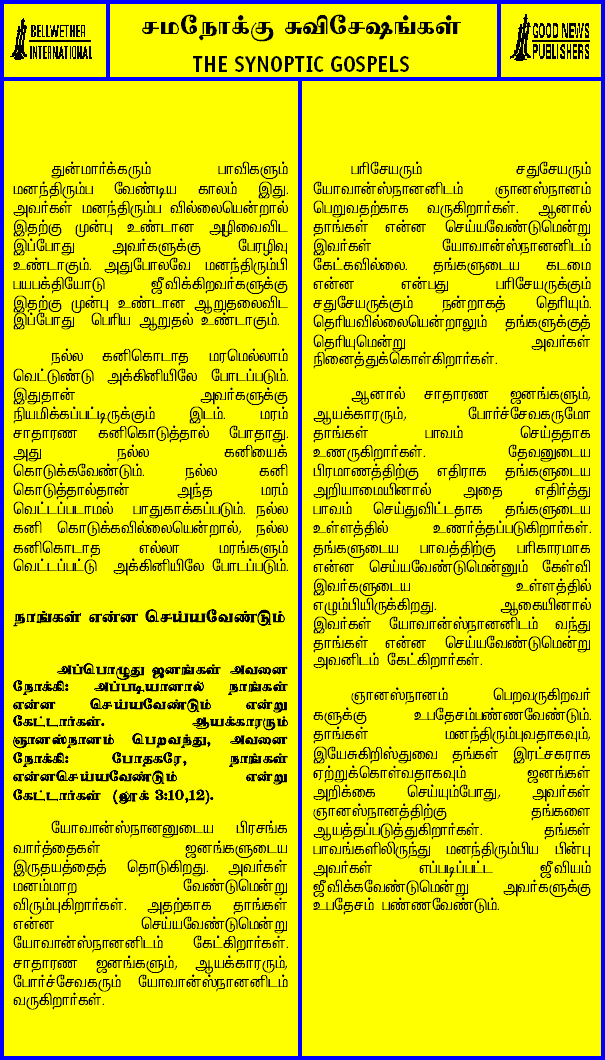 BELLWETHER
INTERNATIONAL
சமநோக்கு சுவிசேஷங்கள்
THE SYNOPTIC GOSPELS
GOOD NEWS
PUBLISHERS
துன்மார்க்கரும் பாவிகளும்
மனந்திரும்ப வேண்டிய காலம் இது.
அவர்கள் மனந்திரும்ப வில்லையென்றால்
இதற்கு முன்பு உண்டான அழிவைவிட
இப்போது அவர்களுக்கு பேரழிவு
உண்டாகும். அதுபோலவே மனந்திரும்பி
பயபக்தியோடு ஜீவிக்கிறவர்களுக்கு
இதற்கு முன்பு உண்டான ஆறுதலைவிட
இப்போது பெரிய ஆறுதல் உண்டாகும்.
நல்ல கனிகொடாத மரமெல்லாம்
வெட்டுண்டு அக்கினியிலே போடப்படும்.
இதுதான் அவர்களுக்கு
நியமிக்கப்பட்டிருக்கும் இடம். மரம்
சாதாரண கனிகொடுத்தால் போதாது.
அது நல்ல கனியைக்
கொடுக்கவேண்டும். நல்ல கனி
கொடுத்தால்தான் அந்த மரம்
வெட்டப்படாமல் பாதுகாக்கப்படும். நல்ல
கனி கொடுக்கவில்லையென்றால், நல்ல
கனிகொடாத எல்லா மரங்களும்
வெட்டப்பட்டு அக்கினியிலே போடப்படும்.
நாங்கள் என்ன செய்யவேண்டும்
அப்பொழுது ஜனங்கள் அவனை
நோக்கி: அப்படியானால் நாங்கள்
என்ன செய்யவேண்டும் என்று
கேட்டார்கள். ஆயக்காரரும்
ஞானஸ்நானம் பெறவந்து, அவனை
நோக்கி: போதகரே, நாங்கள்
என்னசெய்யவேண்டும் என்று
கேட்டார்கள் (லூக் 3:10,12).
யோவான்ஸ்நானனுடைய பிரசங்க
வார்த்தைகள் ஜனங்களுடைய
இருதயத்தைத் தொடுகிறது. அவர்கள்
மனம்மாற வேண்டுமென்று
விரும்புகிறார்கள். அதற்காக தாங்கள்
என்ன செய்யவேண்டுமென்று
யோவான்ஸ்நானனிடம் கேட்கிறார்கள்.
சாதாரண ஜனங்களும், ஆயக்காரரும்,
போர்ச்சேவகரும் யோவான்ஸ்நானனிடம்
வருகிறார்கள்.
பரிசேயரும் சதுசேயரும்
யோவான்ஸ்நானனிடம் ஞானஸ்நானம்
பெறுவதற்காக வருகிறார்கள். ஆனால்
தாங்கள் என்ன செய்யவேண்டுமென்று
இவர்கள் யோவான்ஸ்நானனிடம்
கேட்கவில்லை. தங்களுடைய கடமை
என்ன என்பது பரிசேயருக்கும்
சதுசேயருக்கும் நன்றாகத் தெரியும்.
தெரியவில்லையென்றாலும் தங்களுக்குத்
தெரியுமென்று அவர்கள்
நினைத்துக்கொள்கிறார்கள்.
ஆனால் சாதாரண ஜனங்களும்,
ஆயக்காரரும், போர்ச்சேவகருமோ
தாங்கள் பாவம் செய்ததாக
உணருகிறார்கள். தேவனுடைய
பிரமாணத்திற்கு எதிராக தங்களுடைய
அறியாமையினால் அதை எதிர்த்து
பாவம் செய்துவிட்டதாக தங்களுடைய
உள்ளத்தில் உணர்த்தப்படுகிறார்கள்.
தங்களுடைய பாவத்திற்கு பரிகாரமாக
என்ன செய்யவேண்டுமென்னும் கேள்வி
இவர்களுடைய உள்ளத்தில்
எழும்பியிருக்கிறது. ஆகையினால்
இவர்கள் யோவான்ஸ்நானனிடம் வந்து
தாங்கள் என்ன செய்யவேண்டுமென்று
அவனிடம் கேட்கிறார்கள்.
ஞானஸ்நானம் பெறவருகிறவர்
களுக்கு உபதேசம்பண்ணவேண்டும்.
தாங்கள் மனந்திரும்புவதாகவும்,
இயேசுகிறிஸ்துவை தங்கள் இரட்சகராக
ஏற்றுக்கொள்வதாகவும் ஜனங்கள்
அறிக்கை செய்யும்போது, அவர்கள்
ஞானஸ்நானத்திற்கு தங்களை
ஆயத்தப்படுத்துகிறார்கள். தங்கள்
பாவங்களிலிருந்து மனந்திரும்பிய பின்பு
அவர்கள் எப்படிப்பட்ட ஜீவியம்
ஜீவிக்கவேண்டுமென்று அவர்களுக்கு
உபதேசம் பண்ணவேண்டும்.